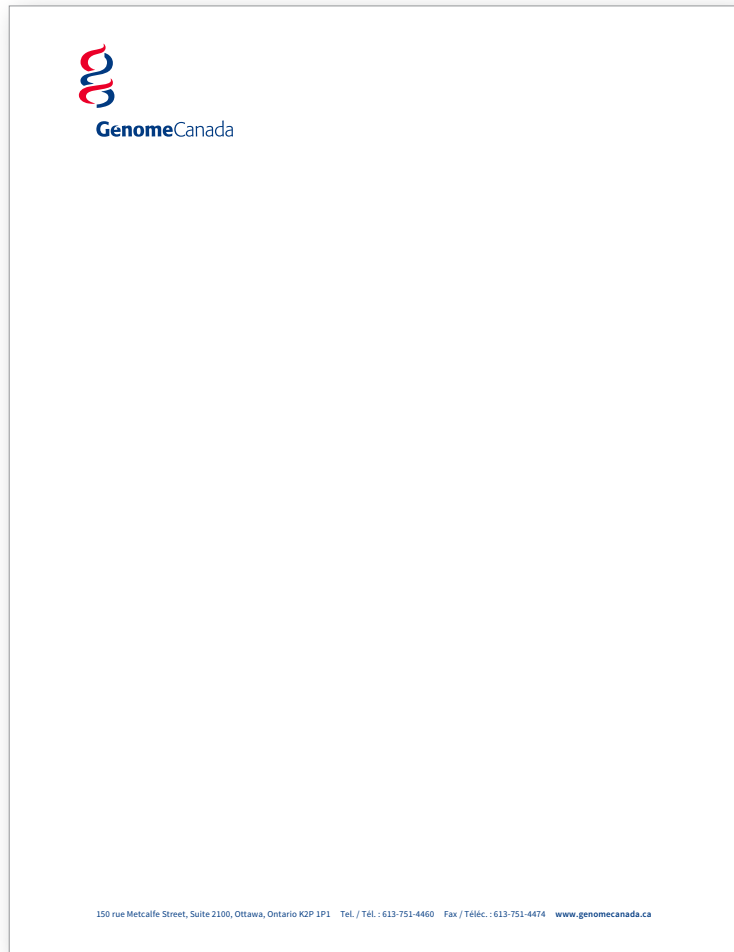 GenomeCanada
150 rue Metcalfe Street, Suite 2100, Ottawa, Ontario K2P 1P1 Tel. / Tél. : 613-751-4460 Fax / Téléc. : 613-751-4474 www.genomecanada.ca